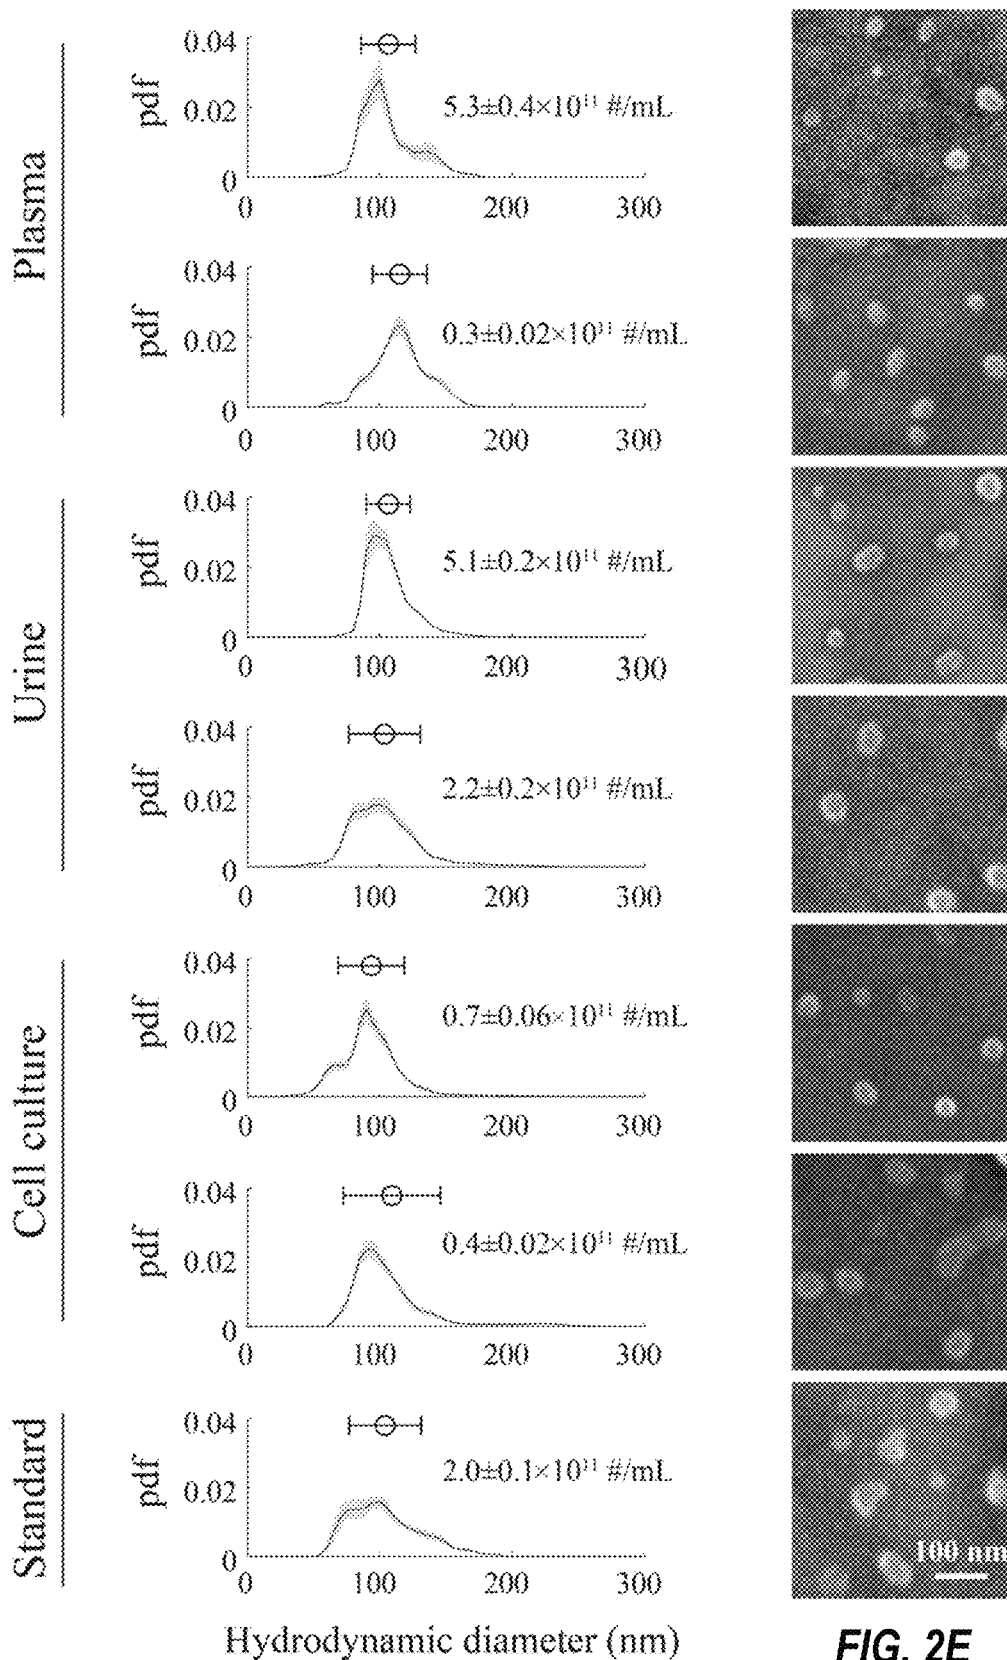 Plasma
pdf
0.04
0.02
0
5.3±0.4×10¹¹ #/mL
0 100 200 300
pdf
0.04
0.02
0
0.3±0.02×10¹¹ #/mL
0 100 200 300
Urine
pdf
0.04
0.02
0
5.1±0.2×10¹¹ #/mL
0 100 200 300
pdf
0.04
0.02
0
2.2±0.2×10¹¹ #/mL
0 100 200 300
Cell culture
pdf
0.04
0.02
0
0.7±0.06×10¹¹ #/mL
0 100 200 300
pdf
0.04
0.02
0
0.4±0.02×10¹¹ #/mL
0 100 200 300
Standard
pdf
0.04
0.02
0
2.0±0.1×10¹¹ #/mL
0 100 200 300
Hydrodynamic diameter (nm)
100 nm
FIG. 2E